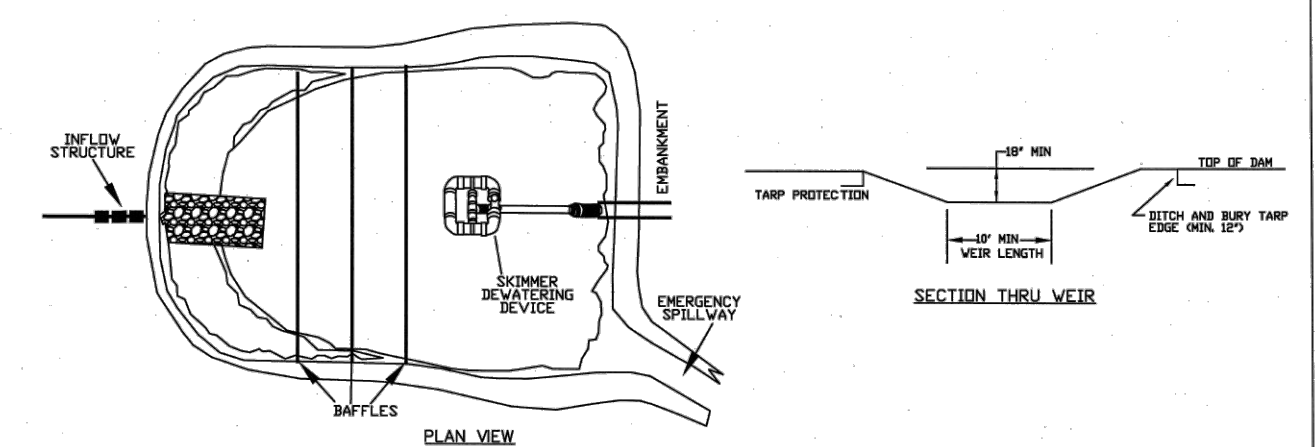 INFLOW
STRUCTURE
EMBANKMENT
SKIMMER
DEWATERING
DEVICE
EMERGENCY
SPILLWAY
BAFFLES
PLAN VIEW
18" MIN
TOP OF DAM
TARP PROTECTION
DITCH AND BURY TARP
EDGE (MIN. 12")
10' MIN
WEIR LENGTH
SECTION THRU WEIR